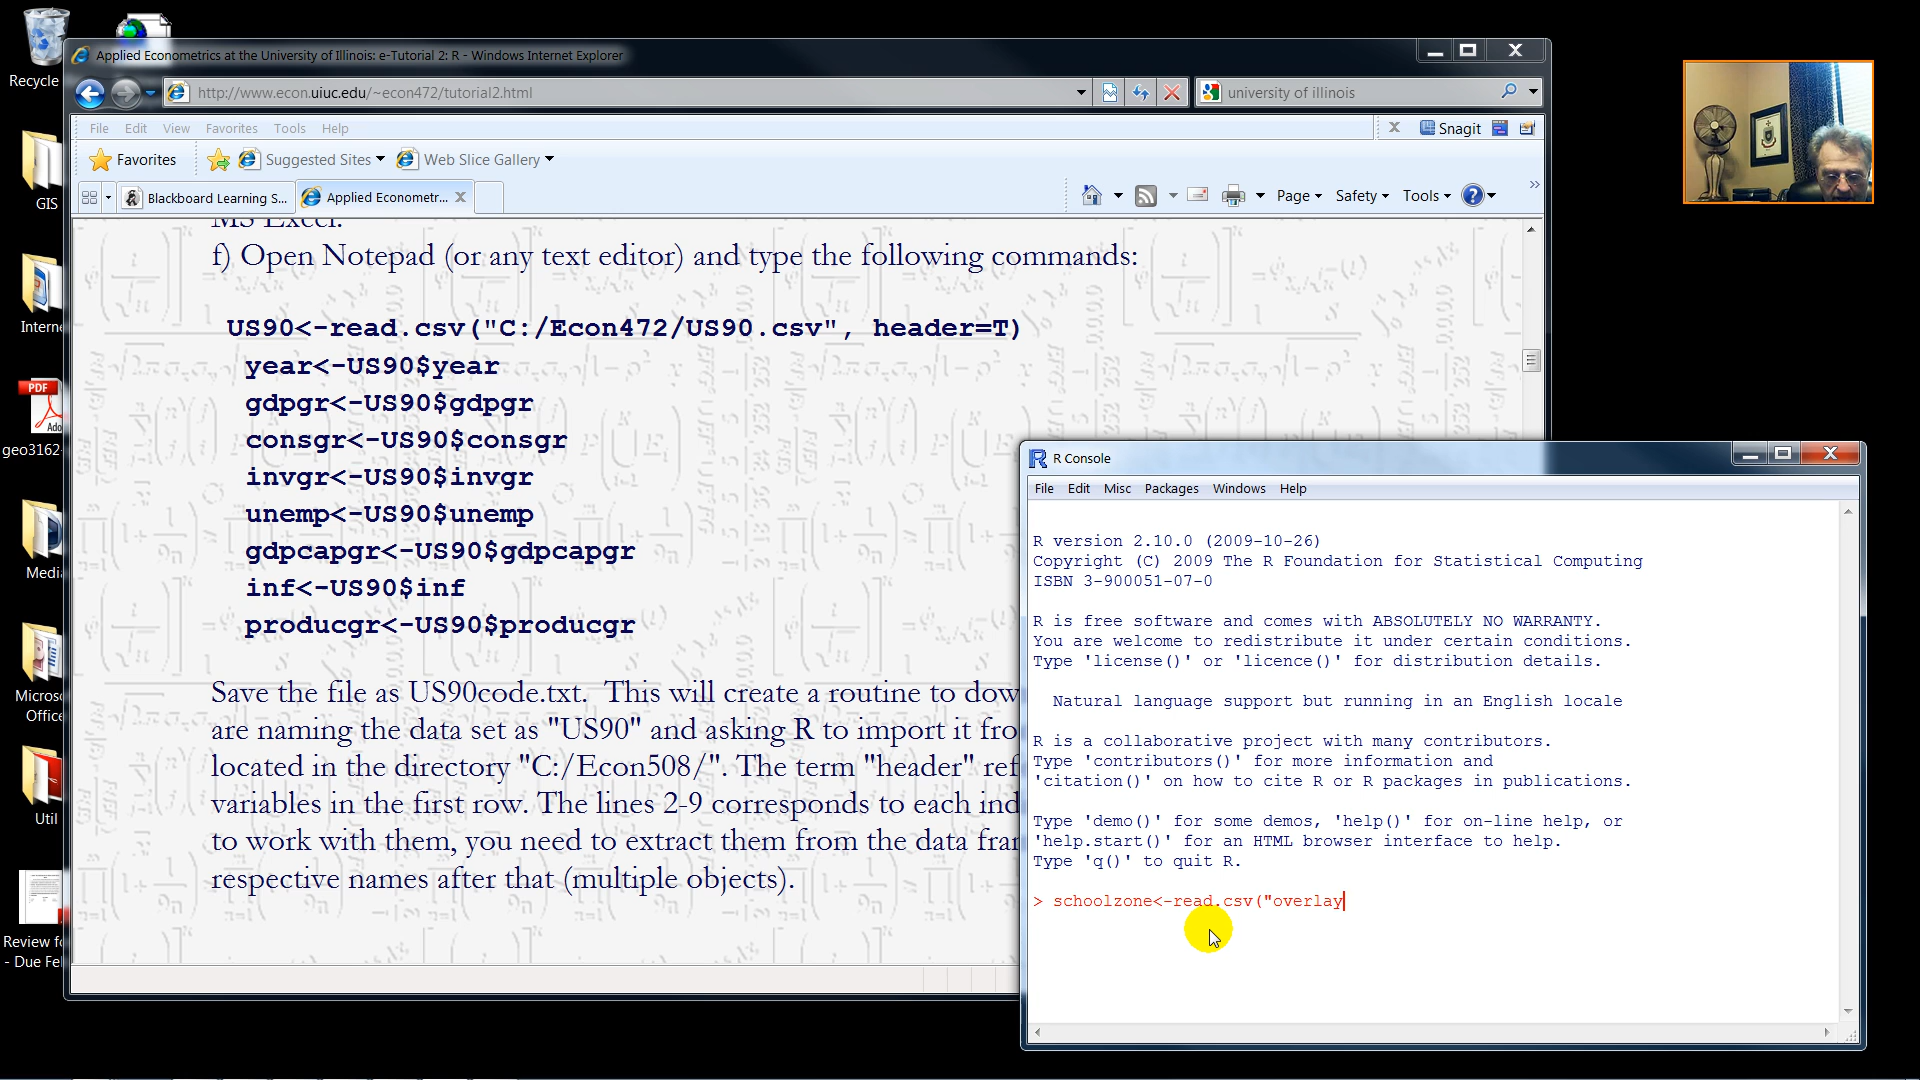 Recycle
GIS
Interne
PDF
Ado
geo3162
Media
Micros
Office
Util
Review fo
- Due Fel
Applied Econometrics at the University of Illinois: e-Tutorial 2: R - Windows Internet Explorer
http://www.econ.uiuc.edu/~econ472/tutorial2.html
university of illinois
File Edit View Favorites Tools Help
X Snagit
Favorites Suggested Sites Web Slice Gallery
Blackboard Learning S... Applied Econometr...
Page Safety Tools
MS Excel.
f) Open Notepad (or any text editor) and type the following commands:
US90<-read.csv("C:/Econ472/US90.csv", header=T)
year<-US90$year
gdpgr<-US90$gdpgr
consgr<-US90$consgr
invgr<-US90$invgr
unemp<-US90$unemp
gdpcapgr<-US90$gdpcapgr
inf<-US90$inf
producgr<-US90$producgr
Save the file as US90code.txt. This will create a routine to dow
are naming the data set as "US90" and asking R to import it fro
located in the directory "C:/Econ508/". The term "header" ref
variables in the first row. The lines 2-9 corresponds to each ind
to work with them, you need to extract them from the data fra
respective names after that (multiple objects).
R Console
File Edit Misc Packages Windows Help
R version 2.10.0 (2009-10-26)
Copyright (C) 2009 The R Foundation for Statistical Computing
ISBN 3-900051-07-0
R is free software and comes with ABSOLUTELY NO WARRANTY.
You are welcome to redistribute it under certain conditions.
Type 'license()' or 'licence()' for distribution details.
Natural language support but running in an English locale
R is a collaborative project with many contributors.
Type 'contributors()' for more information and
'citation()' on how to cite R or R packages in publications.
Type 'demo()' for some demos, 'help()' for on-line help, or
'help.start()' for an HTML browser interface to help.
Type 'q()' to quit R.
> schoolzone<-read.csv("overlay